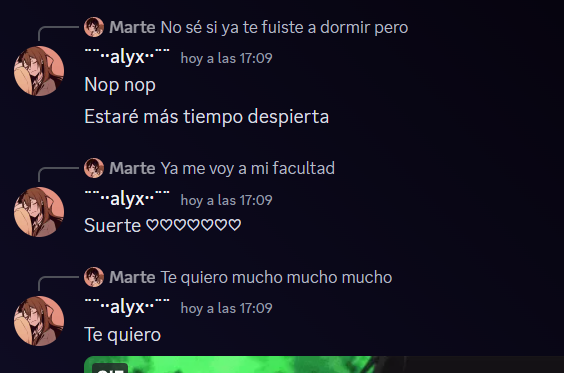 Marte No sé si ya te fuiste a dormir pero
¨¨··alyx··¨¨ hoy a las 17:09
Nop nop
Estaré más tiempo despierta
Marte Ya me voy a mi facultad
¨¨··alyx··¨¨ hoy a las 17:09
Suerte ♡♡♡♡♡♡♡
Marte Te quiero mucho mucho mucho
¨¨··alyx··¨¨ hoy a las 17:09
Te quiero
GIF